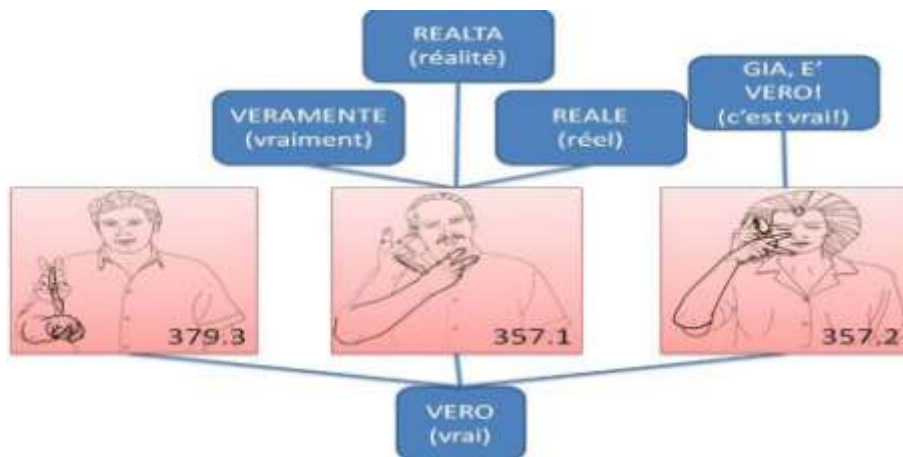 REALTA
(réalité)
GIA, E'
VERO!
(c'est vrai!)
VERAMENTE
(vraiment)
REALE
(réel)
379.3
357.1
357.2
VERO
(vrai)